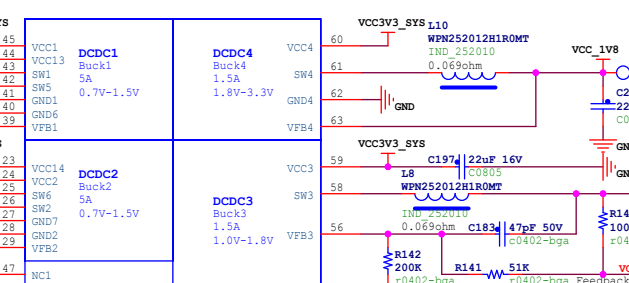 VCC3V3_SYS
L10
45
60
WPN252012H1R0MT
44
VCC1
DCDC1
DCDC4
VCC4
IND_252010
VCC_1V8
43
VCC13
Buck1
Buck4
61
0.069ohm
42
SW1
5A
1.5A
SW4
41
SW5
0.7V-1.5V
1.8V-3.3V
62
40
GND1
GND4
GND
39
GND6
63
VFB1
VFB4
VCC3V3_SYS
23
59
C197
22uF 16V
24
VCC14
DCDC2
VCC3
L8
C0805
25
VCC2
Buck2
58
WPN252012H1R0MT
26
SW6
5A
DCDC3
SW3
27
SW2
0.7V-1.5V
Buck3
IND_252010
28
GND7
1.5A
56
0.069ohm
C183
47pF 50V
29
GND2
1.0V-1.8V
VFB3
c0402-bga
VFB2
R142
47
200K
R141
51K
NC1
r0402-bga
r0402-bga
Feedback